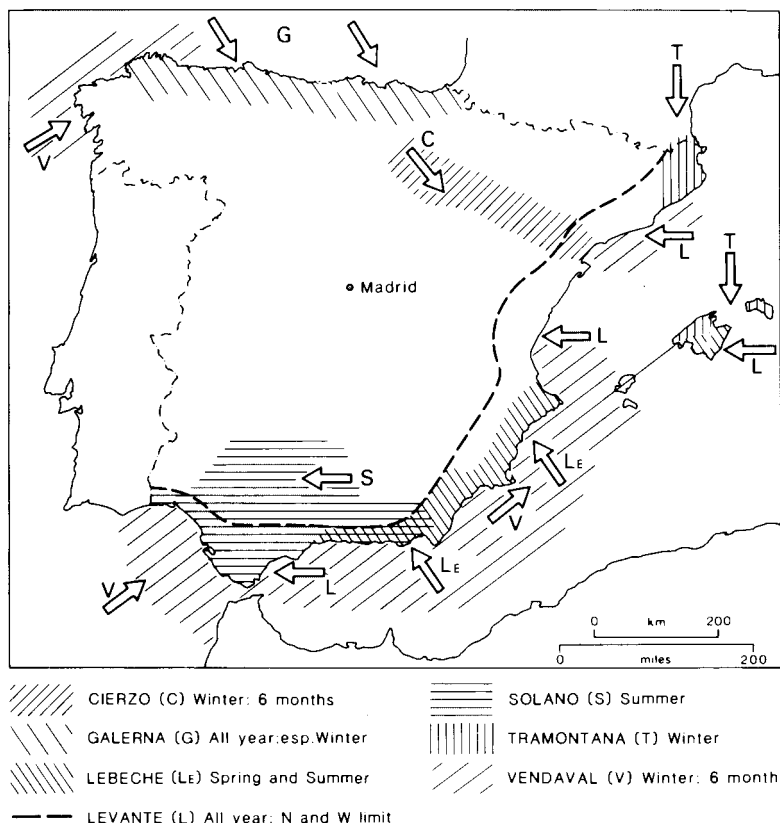 G
T
V
C
L
T
Madrid
L
L
S
LE
V
LE
V
L
0 km 200
0 miles 200
CIERZO (C) Winter: 6 months
GALERNA (G) All year: esp. Winter
LEBECHE (LE) Spring and Summer
LEVANTE (L) All year: N and W limit
SOLANO (S) Summer
TRAMONTANA (T) Winter
VENDAVAL (V) Winter: 6 month